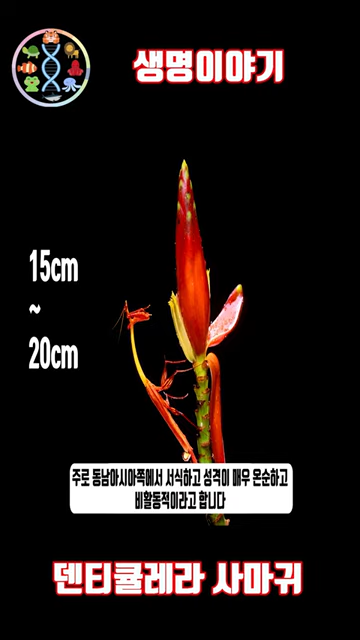 생명이야기
15cm
~
20cm
주로 동남아시아쪽에서 서식하고 성격이 매우 온순하고
비활동적이라고 합니다
덴티큘레라 사마귀